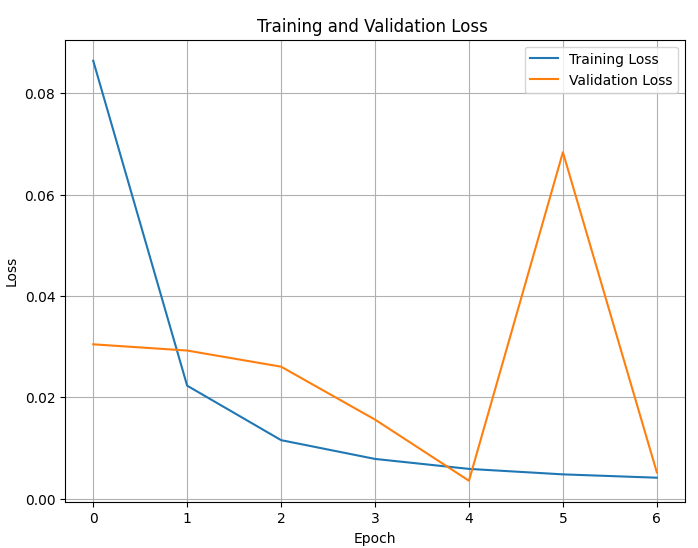 Training and Validation Loss
Training Loss
Validation Loss
0.08
0.06
0.04
0.02
0.00
Loss
0 1 2 3 4 5 6
Epoch